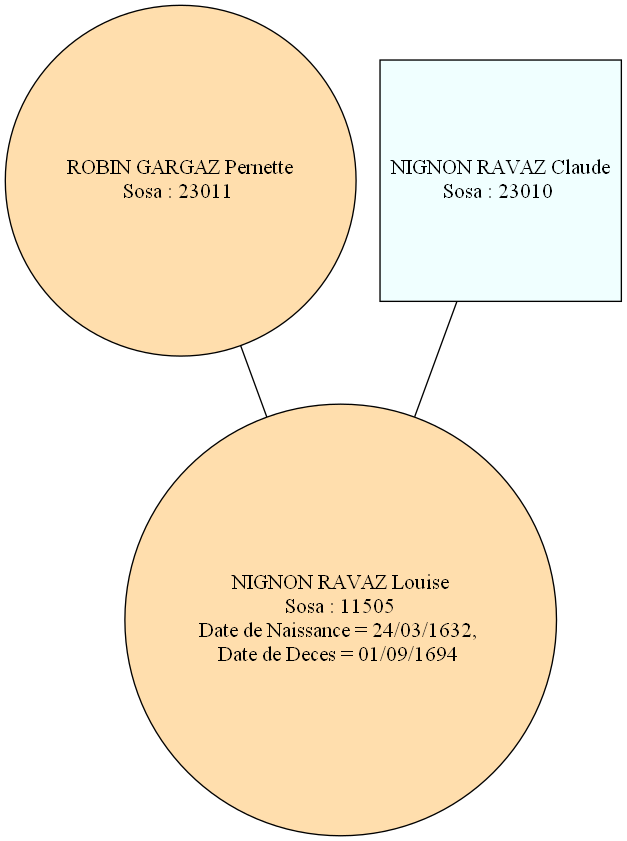 ROBIN GARGAZ Pernette
Sosa : 23011
NIGNON RAVAZ Claude
Sosa : 23010
NIGNON RAVAZ Louise
Sosa : 11505
Date de Naissance = 24/03/1632,
Date de Deces = 01/09/1694